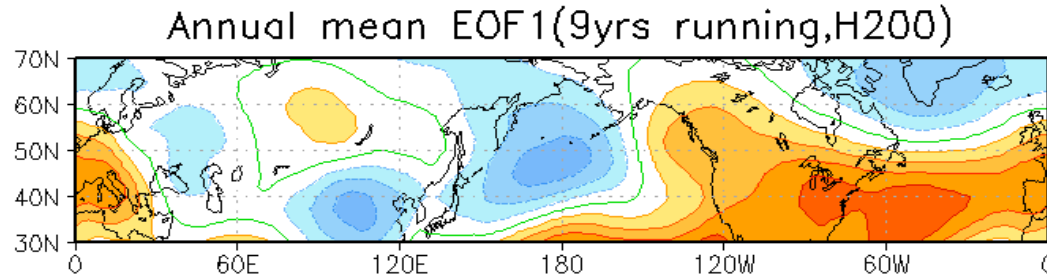 Annual mean EOF1(9yrs running,H200)
70N
60N
50N
40N
30N
0 60E 120E 180 120W 60W 0